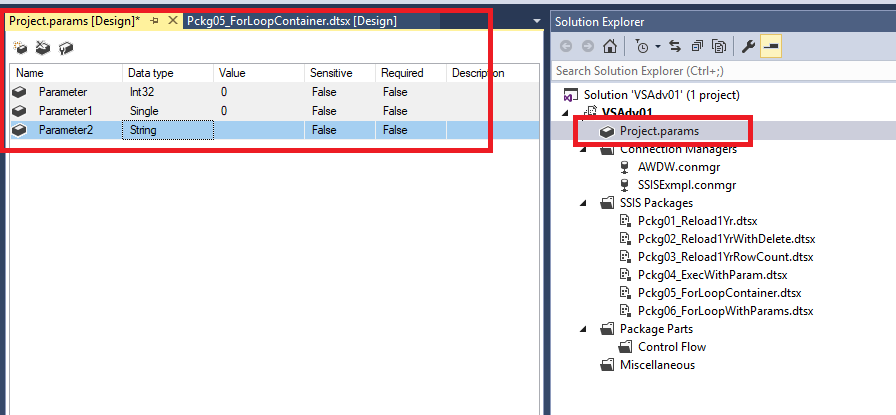 Project.params [Design]*
Pckg05_ForLoopContainer.dtsx [Design]
Name Data type Value Sensitive Required Description
Parameter Int32 0 False False
Parameter1 Single 0 False False
Parameter2 String False False
Solution Explorer
Search Solution Explorer (Ctrl+;)
Solution 'VSAdv01' (1 project)
VSAdv01
Project.params
Connection Managers
AWDW.conmgr
SSISExmpl.conmgr
SSIS Packages
Pckg01_Reload1Yr.dtsx
Pckg02_Reload1YrWithDelete.dtsx
Pckg03_Reload1YrRowCount.dtsx
Pckg04_ExecWithParam.dtsx
Pckg05_ForLoopContainer.dtsx
Pckg06_ForLoopWithParams.dtsx
Package Parts
Control Flow
Miscellaneous